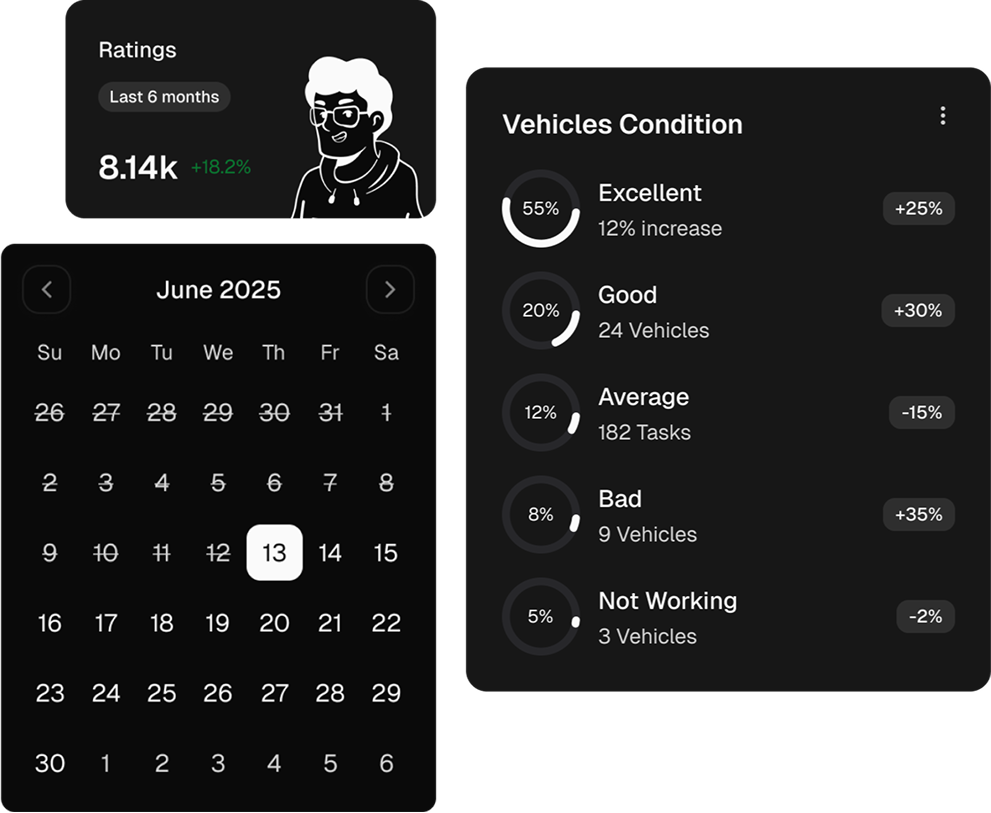 Ratings
Last 6 months
8.14k +18.2%
June 2025
Su Mo Tu We Th Fr Sa
26 27 28 29 30 31 1
2 3 4 5 6 7 8
9 10 11 12 13 14 15
16 17 18 19 20 21 22
23 24 25 26 27 28 29
30 1 2 3 4 5 6
Vehicles Condition
55% Excellent +25%
12% increase
20% Good +30%
24 Vehicles
12% Average -15%
182 Tasks
8% Bad +35%
9 Vehicles
5% Not Working -2%
3 Vehicles